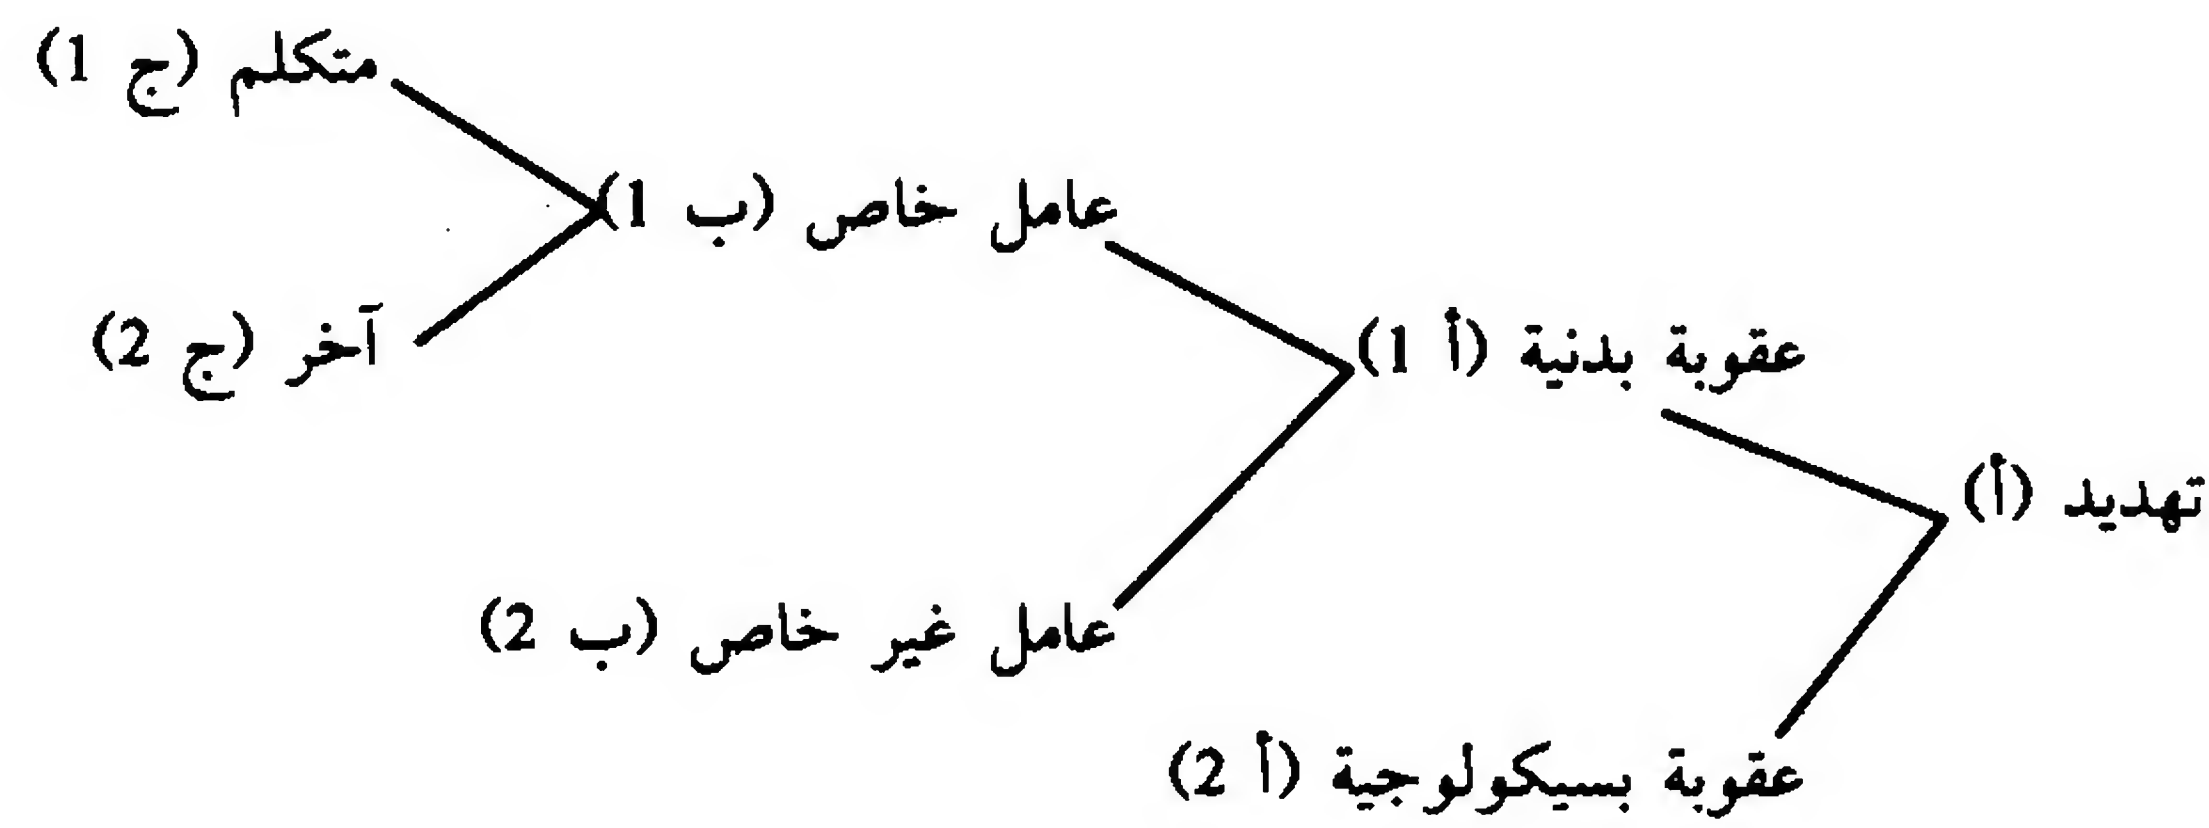 متكلم (ج 1)
عامل خاص (ب 1)
آخر (ج 2)
عقوبة بدنية (أ 1)
تهديد (أ)
عامل غير خاص (ب 2)
عقوبة بسيكولوجية (أ 2)